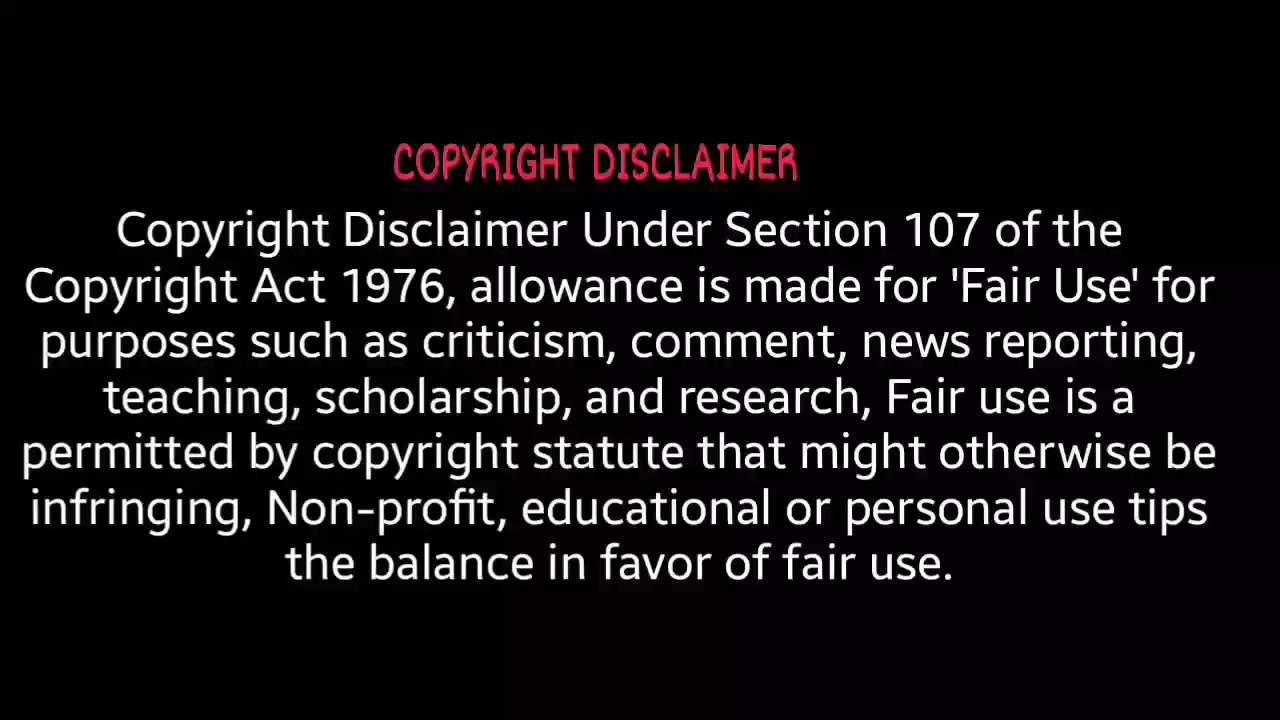 COPYRIGHT DISCLAIMER
Copyright Disclaimer Under Section 107 of the
Copyright Act 1976, allowance is made for 'Fair Use' for
purposes such as criticism, comment, news reporting,
teaching, scholarship, and research, Fair use is a
permitted by copyright statute that might otherwise be
infringing, Non-profit, educational or personal use tips
the balance in favor of fair use.